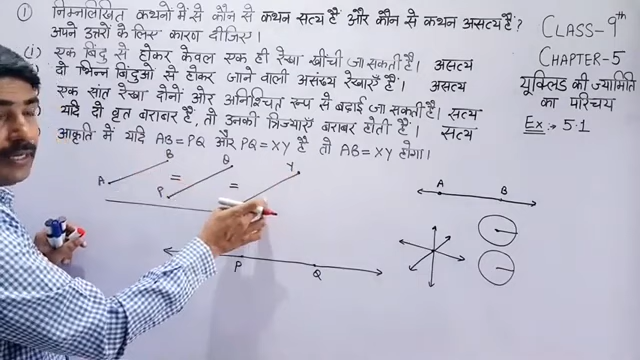 ① निम्नलिखित कथनों में से कौन से कथन सत्य हैं और कौन से कथन असत्य हैं?
अपने उत्तरों के लिए कारण दीजिए।
(i) एक बिंदु से होकर केवल एक ही रेखा खींची जा सकती है। असत्य
दो भिन्न बिंदुओ से होकर जाने वाली असंख्य रेखाएँ हैं। असत्य
एक सांत रेखा दोनों ओर अनिश्चित रूप से बढ़ाई जा सकती है। सत्य
यदि दो वृत बराबर हैं, तो उनकी त्रिज्याएँ बराबर होती हैं। सत्य
आकृति में यदि AB = PQ और PQ = XY है तो AB = XY होगा।
A B = P Q = Y
P Q
A B
CLASS-9th
CHAPTER-5
यूक्लिड की ज्यामिति
का परिचय
Ex:- 5.1